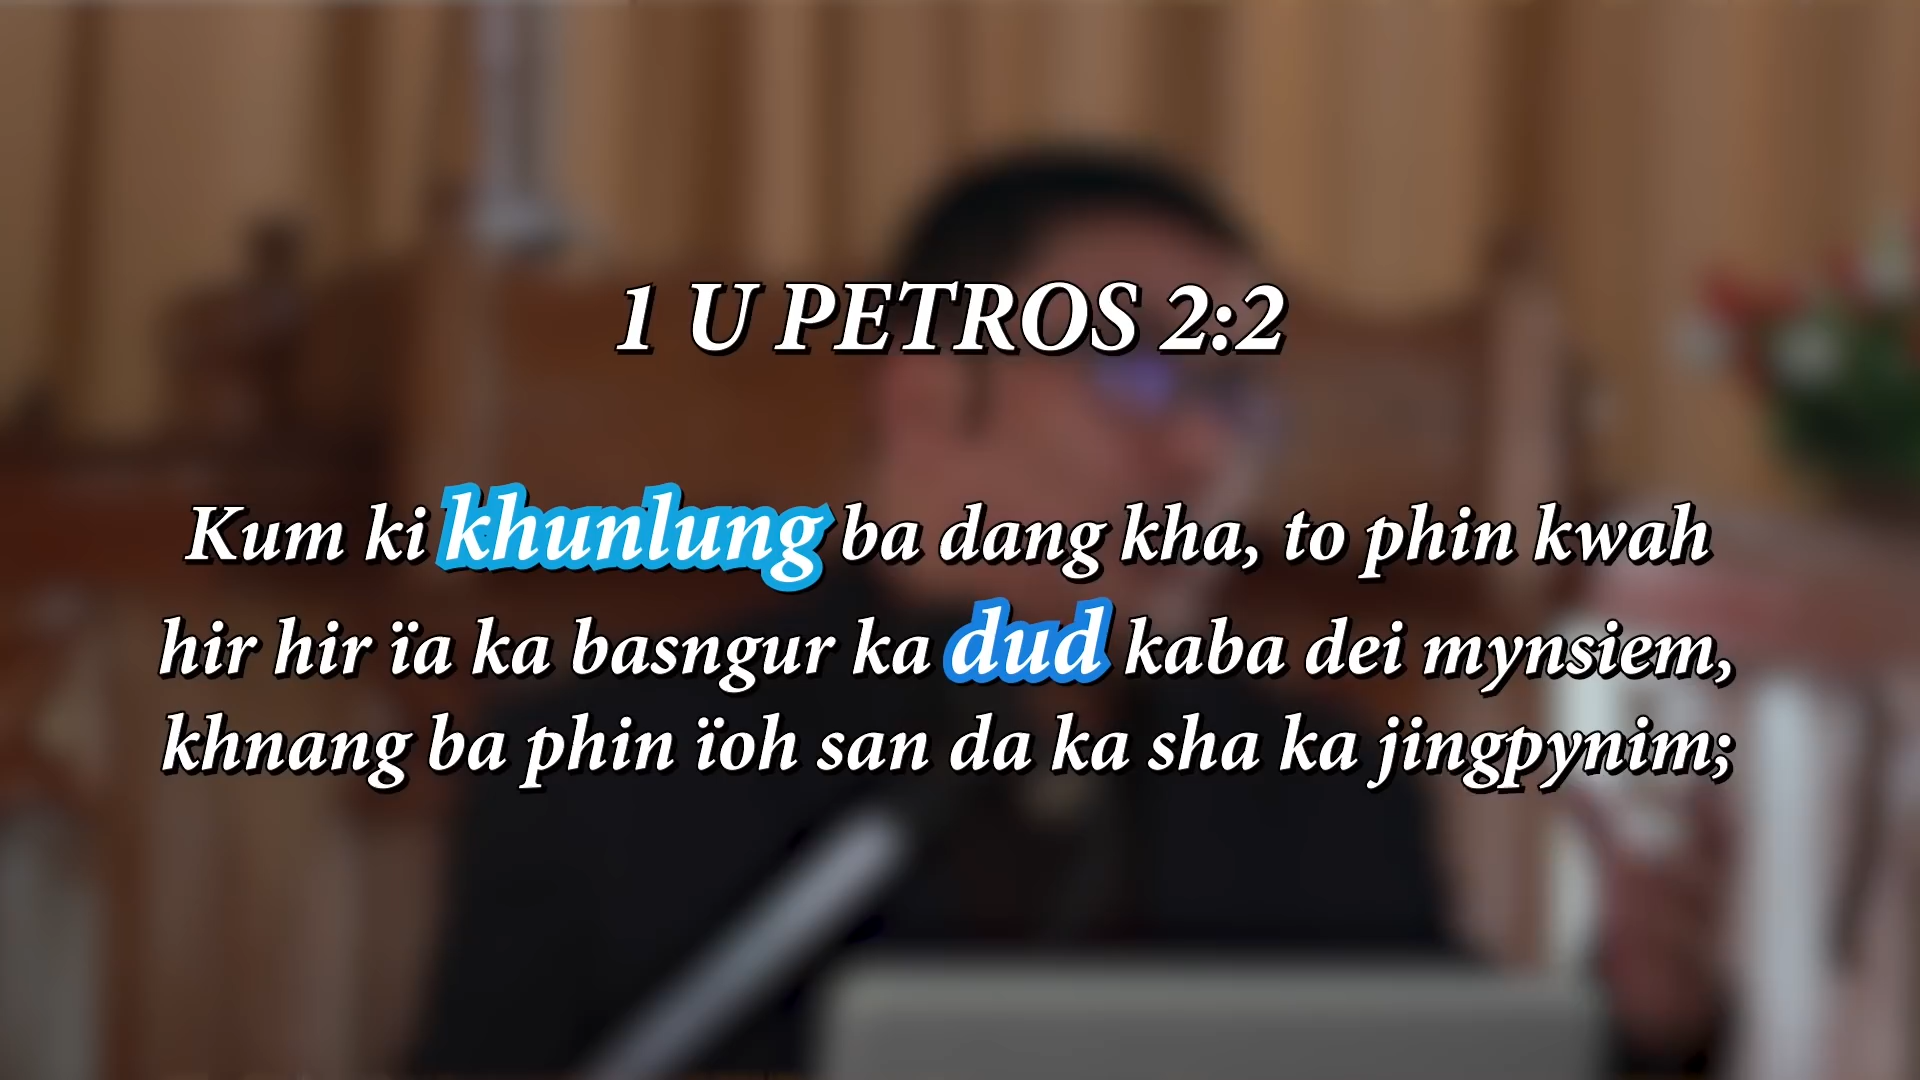 1 U PETROS 2:2
Kum ki khunlung ba dang kha, to phin kwah
hir hir ïa ka basngur ka dud kaba dei mynsiem,
khnang ba phin ïoh san da ka sha ka jingpynim;